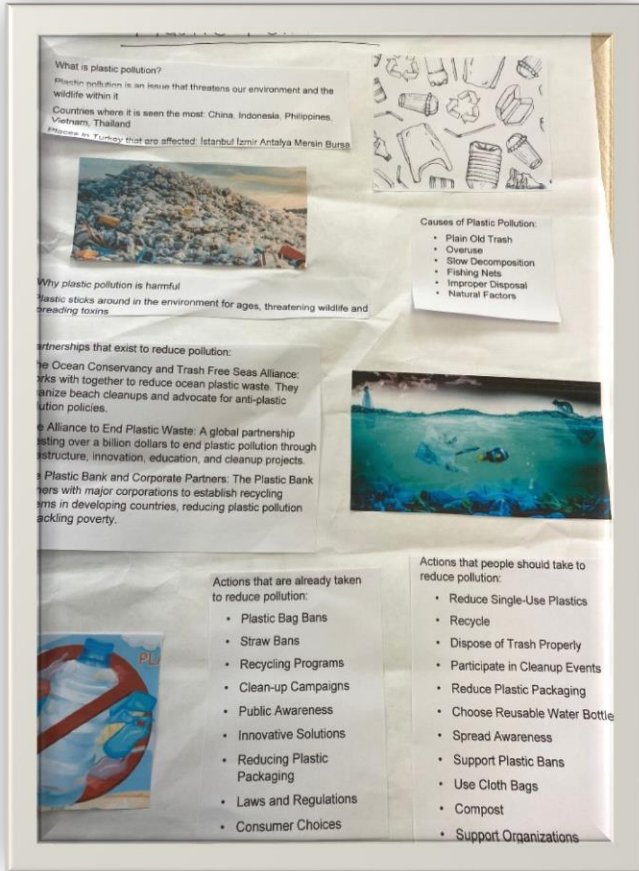 What is plastic pollution?
Plastic pollution is an issue that threatens our environment and the
wildlife within it
Countries where it is seen the most: China, Indonesia, Philippines,
Vietnam, Thailand
Places in Turkey that are affected: İstanbul İzmir Antalya Mersin Bursa
Causes of Plastic Pollution:
• Plain Old Trash
• Overuse
• Slow Decomposition
• Fishing Nets
• Improper Disposal
• Natural Factors
Why plastic pollution is harmful
Plastic sticks around in the environment for ages, threatening wildlife and
preading toxins
artnerships that exist to reduce pollution:
e Ocean Conservancy and Trash Free Seas Alliance:
rks with together to reduce ocean plastic waste. They
anize beach cleanups and advocate for anti-plastic
lution policies.
e Alliance to End Plastic Waste: A global partnership
esting over a billion dollars to end plastic pollution through
astructure, innovation, education, and cleanup projects.
e Plastic Bank and Corporate Partners: The Plastic Bank
ners with major corporations to establish recycling
ems in developing countries, reducing plastic pollution
ackling poverty.
PL
Actions that are already taken
to reduce pollution:
• Plastic Bag Bans
• Straw Bans
• Recycling Programs
• Clean-up Campaigns
• Public Awareness
• Innovative Solutions
• Reducing Plastic
Packaging
• Laws and Regulations
• Consumer Choices
Actions that people should take to
reduce pollution:
• Reduce Single-Use Plastics
• Recycle
• Dispose of Trash Properly
• Participate in Cleanup Events
• Reduce Plastic Packaging
• Choose Reusable Water Bottle
• Spread Awareness
• Support Plastic Bans
• Use Cloth Bags
• Compost
• Support Organizations